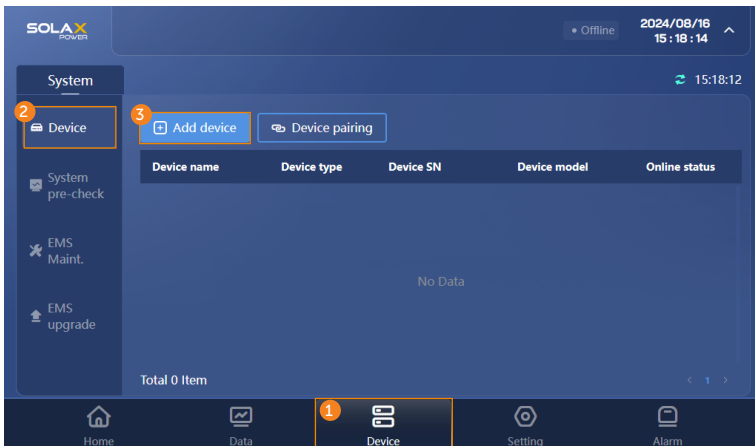 SOLAX
POWER
• Offline
2024/08/16
15:18:14
System
15:18:12
2
Device
3
Add device
Device pairing
Device name Device type Device SN Device model Online status
System
pre-check
EMS
Maint.
No Data
EMS
upgrade
Total 0 Item
< 1 >
1
Home Data Device Setting Alarm